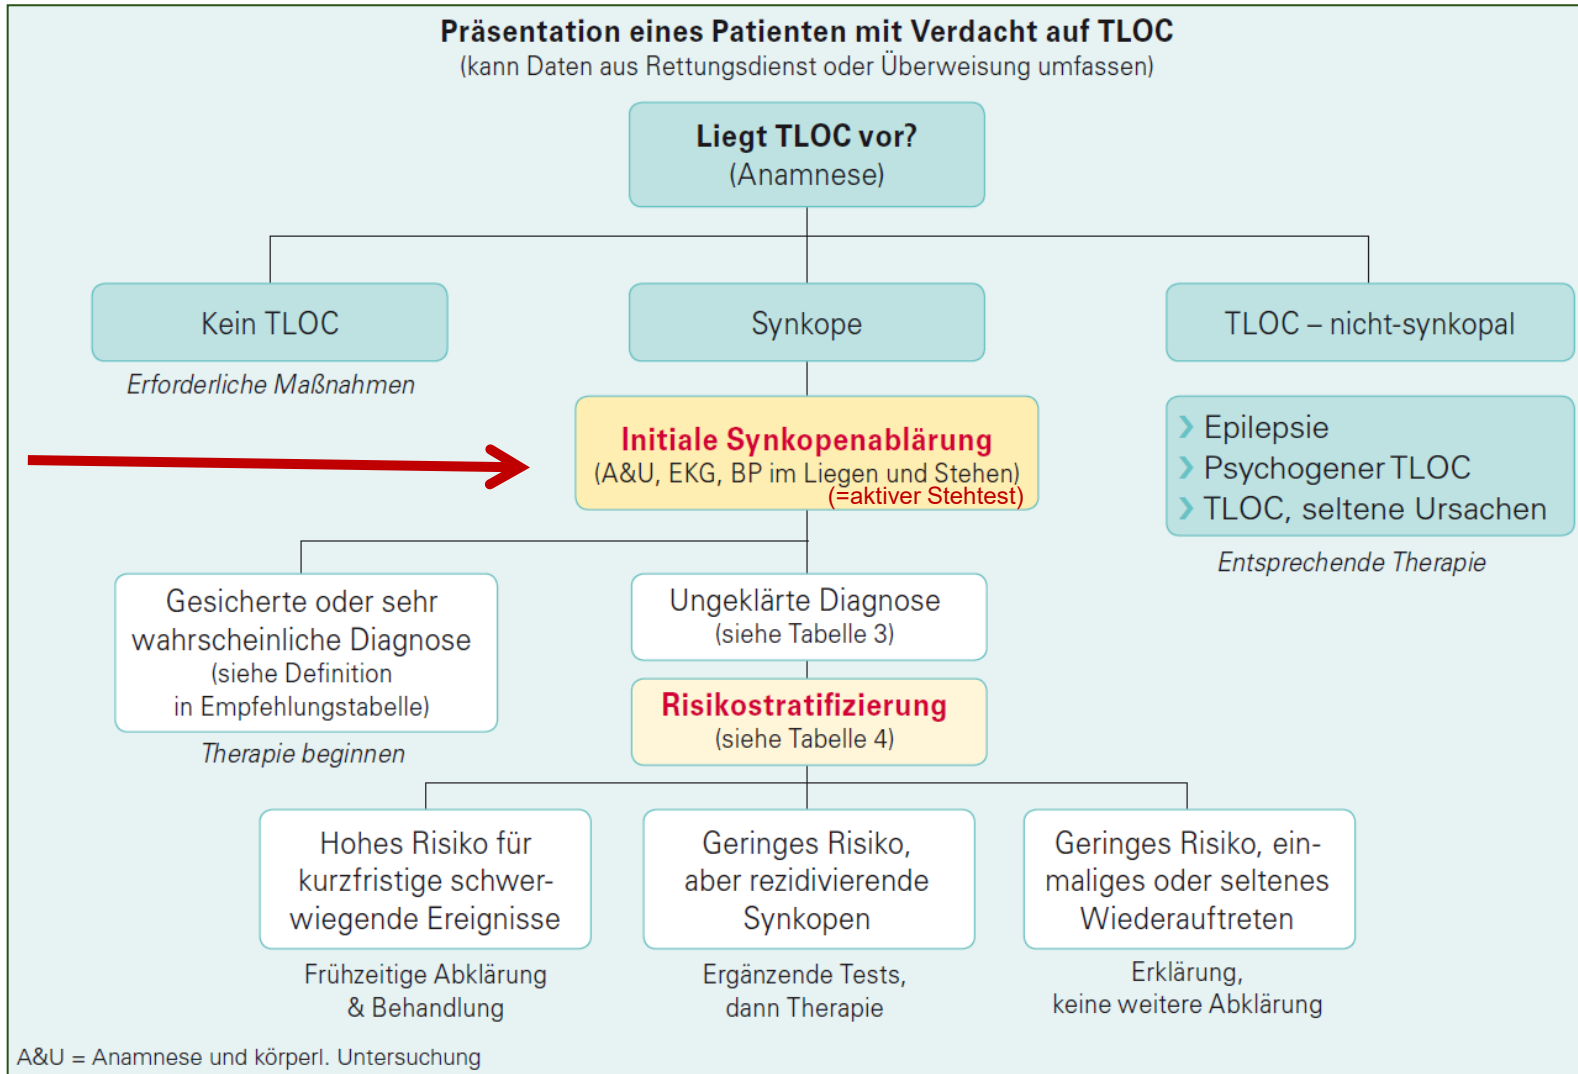 Präsentation eines Patienten mit Verdacht auf TLOC
(kann Daten aus Rettungsdienst oder Überweisung umfassen)
Liegt TLOC vor?
(Anamnese)
Kein TLOC
Erforderliche Maßnahmen
Synkope
TLOC – nicht-synkopal
Initiale Synkopenablärung
(A&U, EKG, BP im Liegen und Stehen)
(=aktiver Stehtest)
❯ Epilepsie
❯ Psychogener TLOC
❯ TLOC, seltene Ursachen
Entsprechende Therapie
Gesicherte oder sehr
wahrscheinliche Diagnose
(siehe Definition
in Empfehlungstabelle)
Therapie beginnen
Ungeklärte Diagnose
(siehe Tabelle 3)
Risikostratifizierung
(siehe Tabelle 4)
Hohes Risiko für
kurzfristige schwer-
wiegende Ereignisse
Frühzeitige Abklärung
& Behandlung
Geringes Risiko,
aber rezidivierende
Synkopen
Ergänzende Tests,
dann Therapie
Geringes Risiko, ein-
maliges oder seltenes
Wiederauftreten
Erklärung,
keine weitere Abklärung
A&U = Anamnese und körperl. Untersuchung